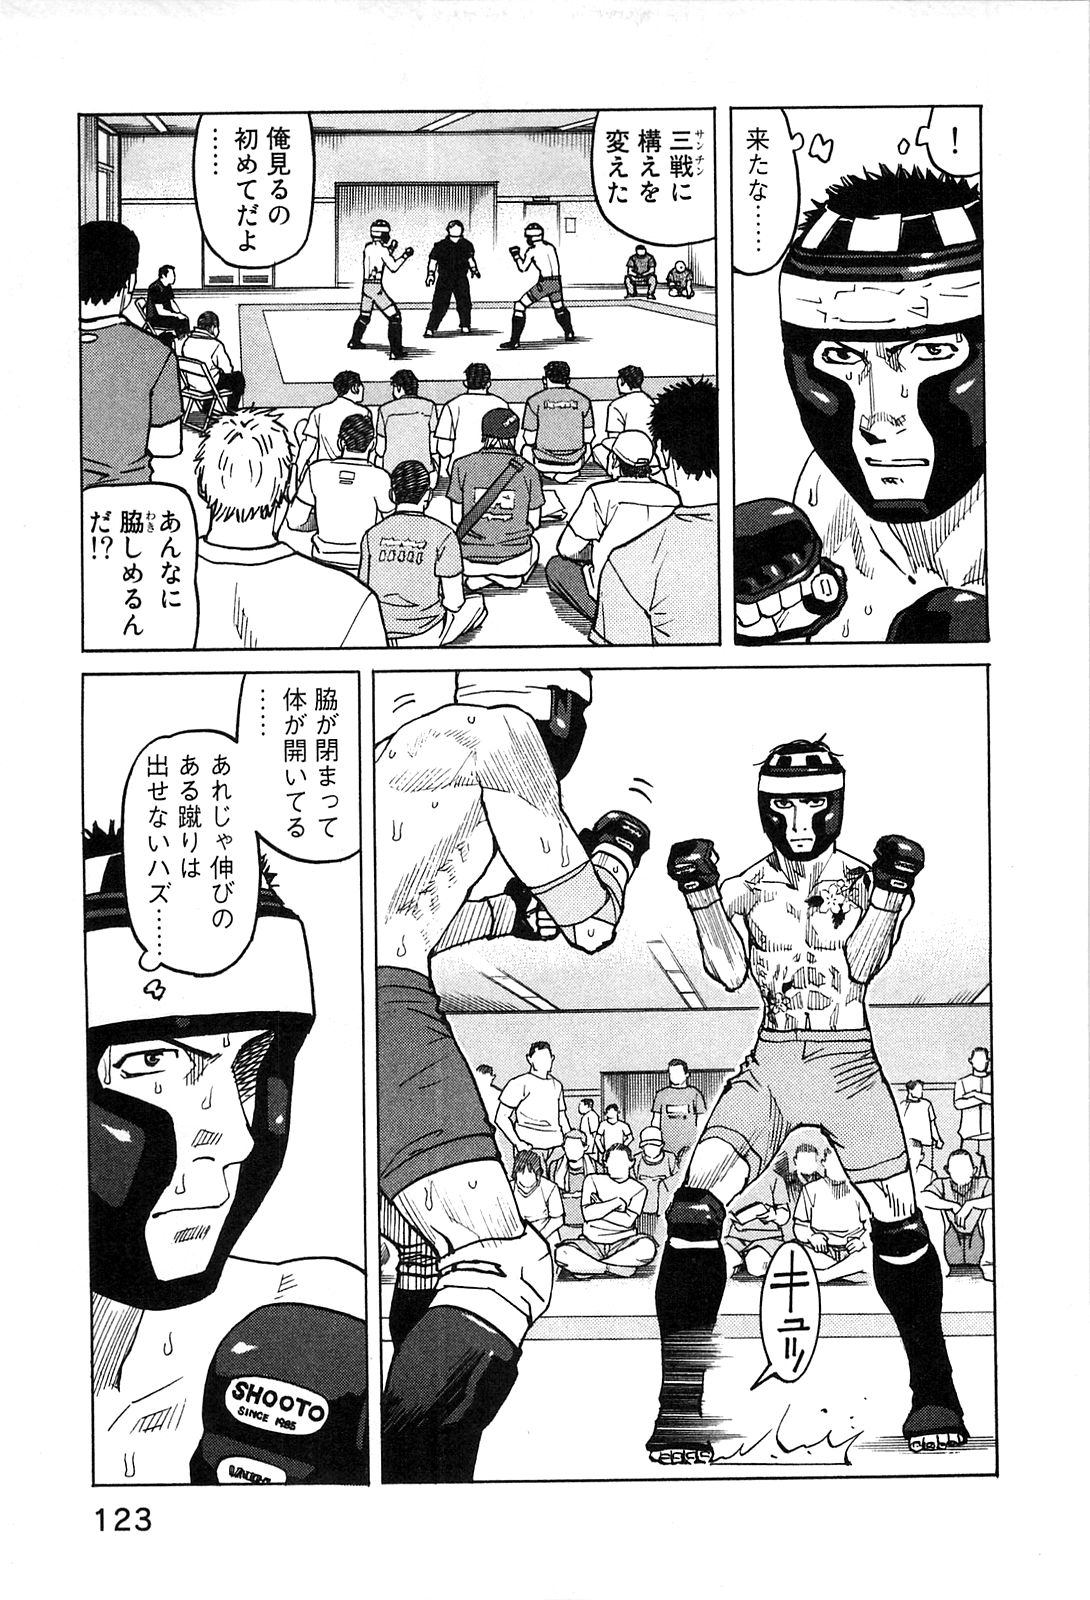 ！
来たな……
三戦に
サンチン
構えを
変えた
俺見るの
初めてだよ
……
あんなに
脇しめるん
わき
だ!?
キュッ
脇が閉まって
体が開いてる
……
あれじゃ伸びの
ある蹴りは
出せないハズ……
SHOOTO
SINCE 1985
123